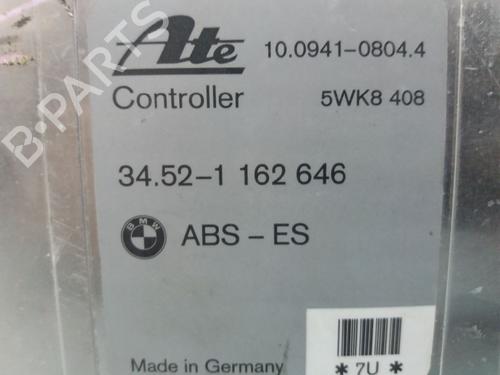 Ate 10.0941-0804.4
Controller 5WK8 408
34.52-1 162 646
BMW ABS - ES
Made in Germany * 7U *
B-PARTS